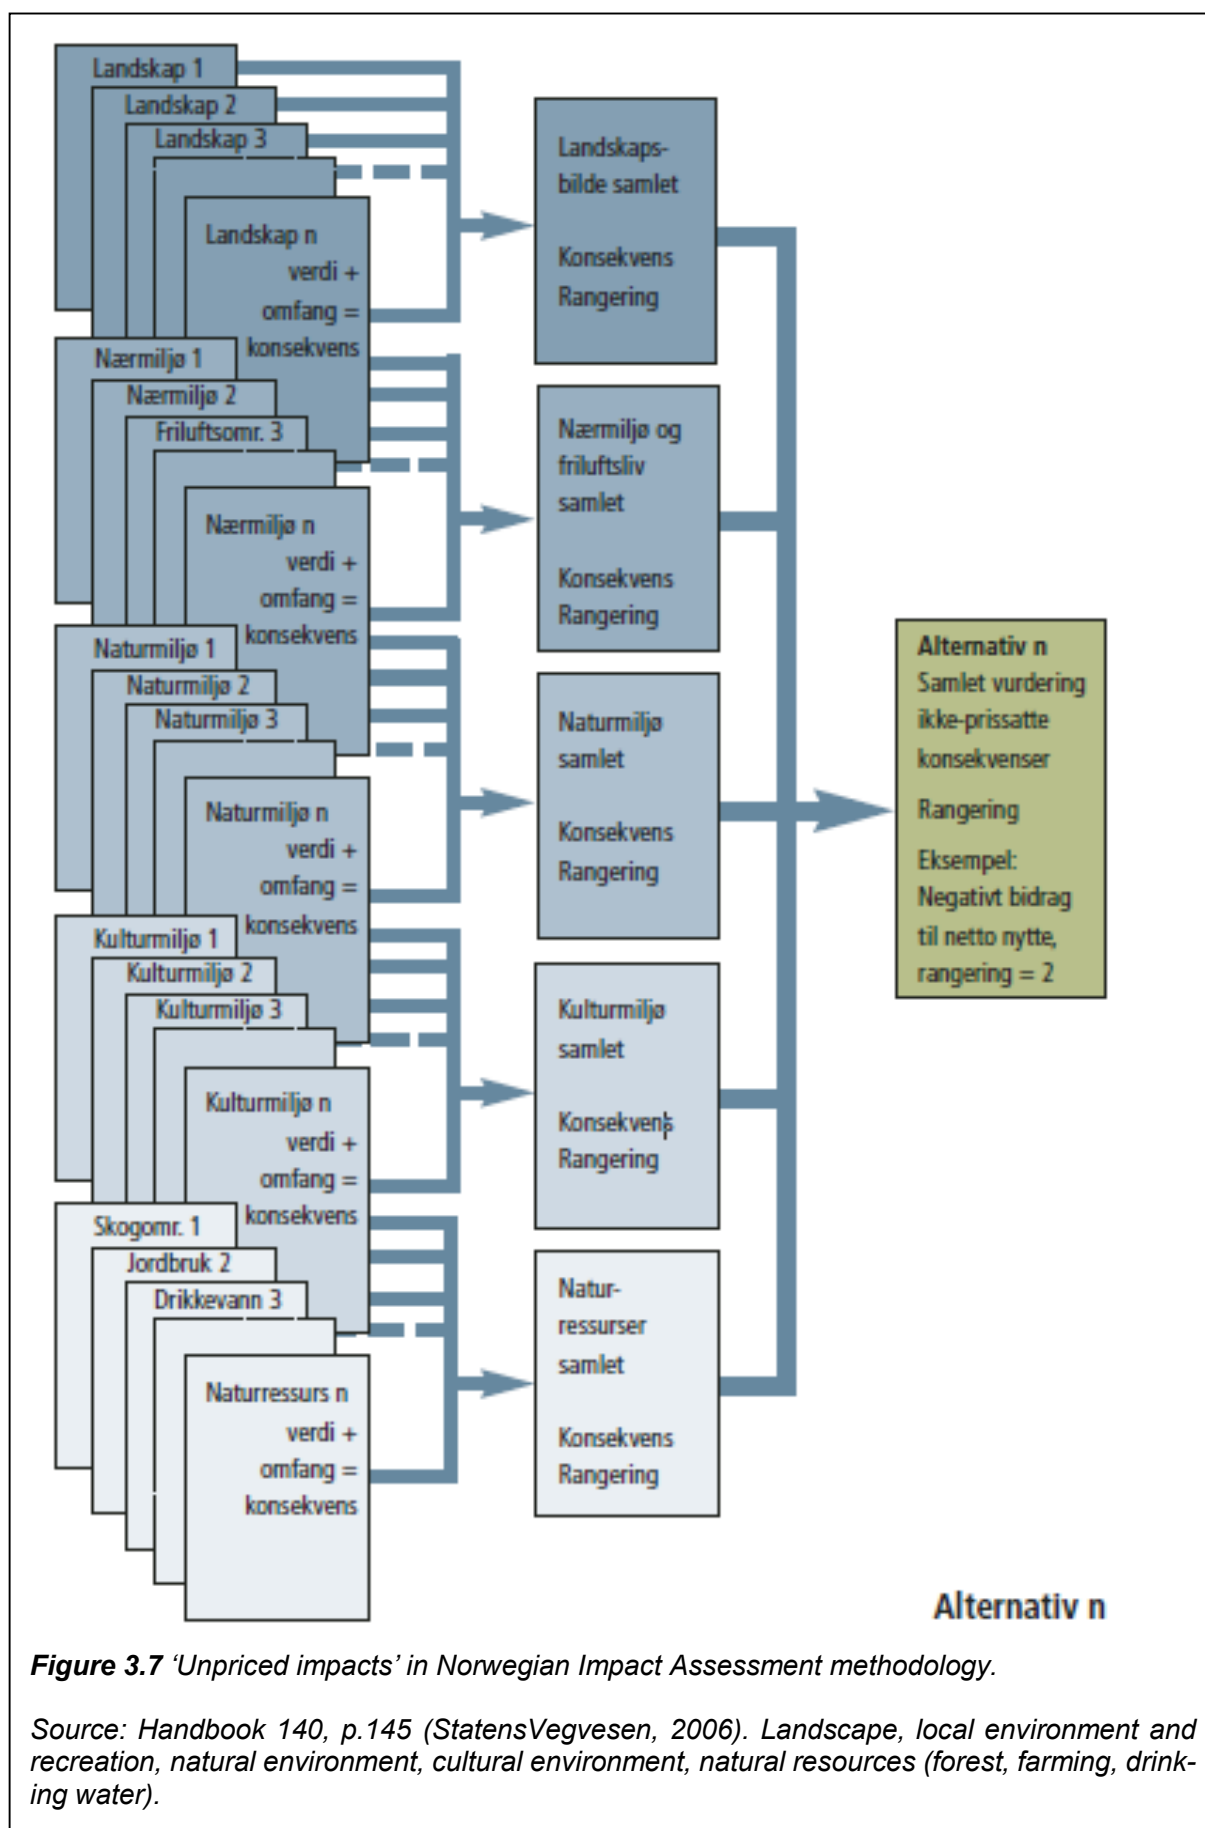 Landskap 1
Landskap 2
Landskap 3
Landskap n
verdi +
omfang =
konsekvens
Nærmiljø 1
Nærmiljø 2
Friluftsomr. 3
Nærmiljø n
verdi +
omfang =
konsekvens
Naturmiljø 1
Naturmiljø 2
Naturmiljø 3
Naturmiljø n
verdi +
omfang =
konsekvens
Kulturmiljø 1
Kulturmiljø 2
Kulturmiljø 3
Kulturmiljø n
verdi +
omfang =
konsekvens
Skogomr. 1
Jordbruk 2
Drikkevann 3
Naturressurs n
verdi +
omfang =
konsekvens
Landskaps-
bilde samlet
Konsekvens
Rangering
Nærmiljø og
friluftsliv
samlet
Konsekvens
Rangering
Naturmiljø
samlet
Konsekvens
Rangering
Kulturmiljø
samlet
Konsekvens
Rangering
Natur-
ressurser
samlet
Konsekvens
Rangering
Alternativ n
Samlet vurdering
ikke-prissatte
konsekvenser
Rangering
Eksempel:
Negativt bidrag
til netto nytte,
rangering = 2
Alternativ n
Figure 3.7 ‘Unpriced impacts’ in Norwegian Impact Assessment methodology.
Source: Handbook 140, p.145 (StatensVegvesen, 2006). Landscape, local environment and
recreation, natural environment, cultural environment, natural resources (forest, farming, drink-
ing water).